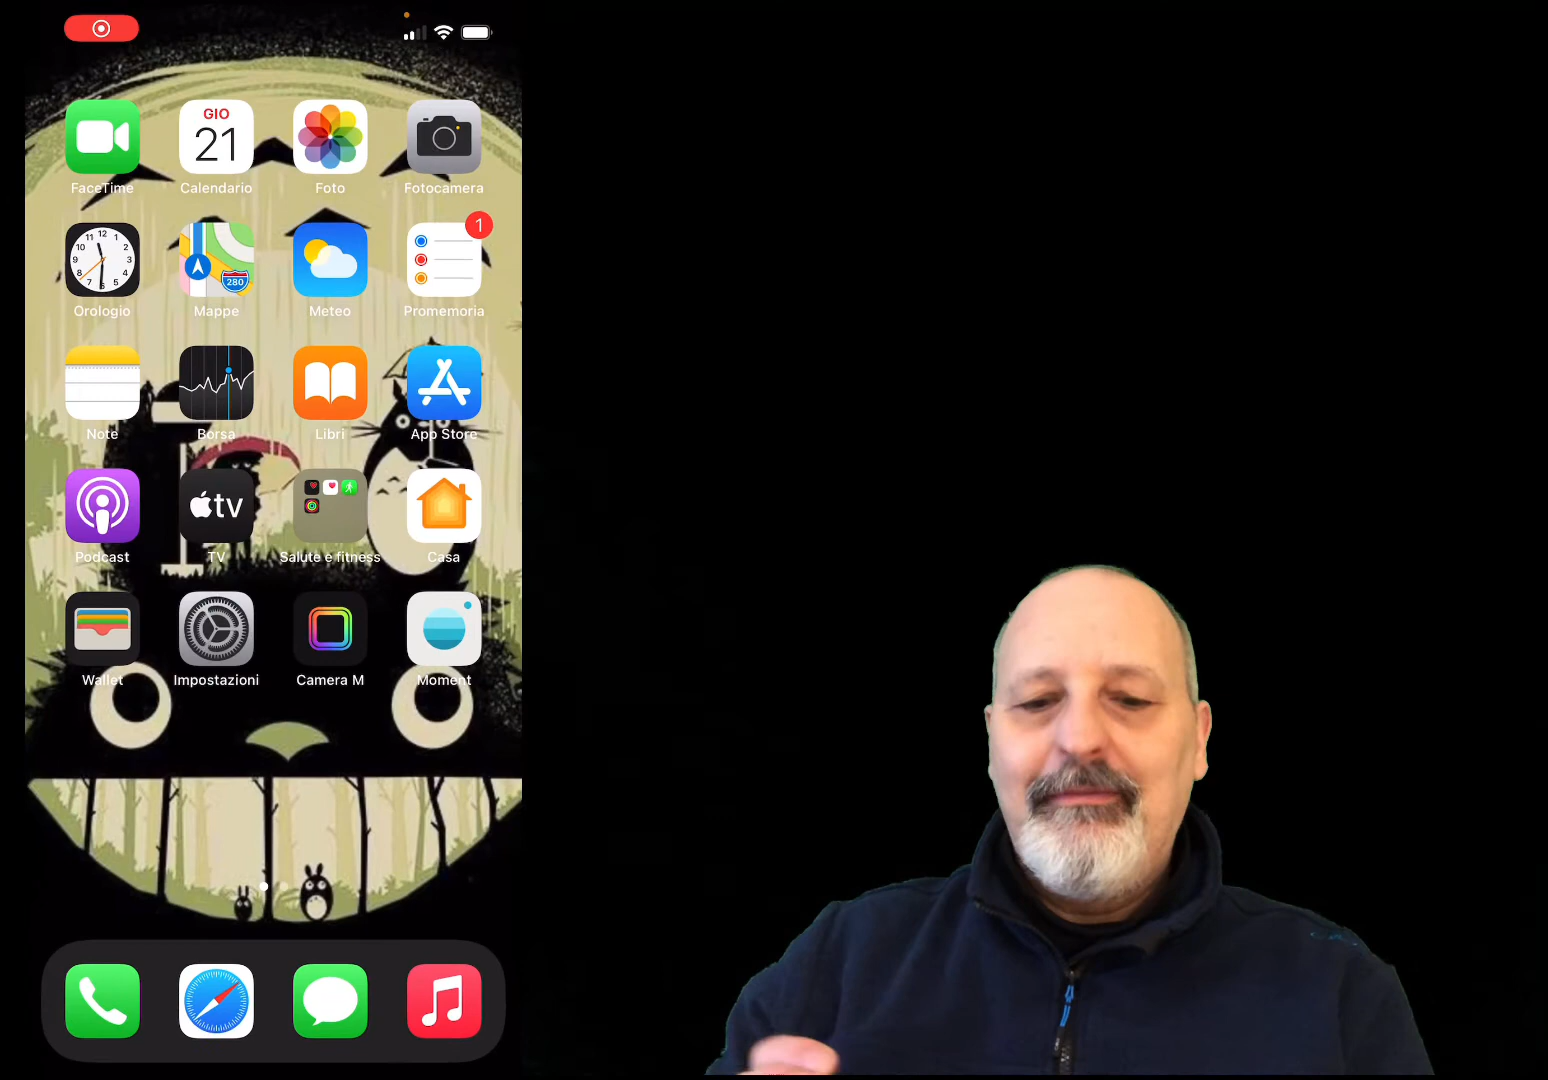 GIO
21
FaceTime
Calendario
Foto
Fotocamera
12
11
1
10
2
9
3
8
4
7
5
6
280
1
Orologio
Mappe
Meteo
Promemoria
Note
Borsa
Libri
App Store
tv
Podcast
TV
Salute e fitness
Casa
Wallet
Impostazioni
Camera M
Moment